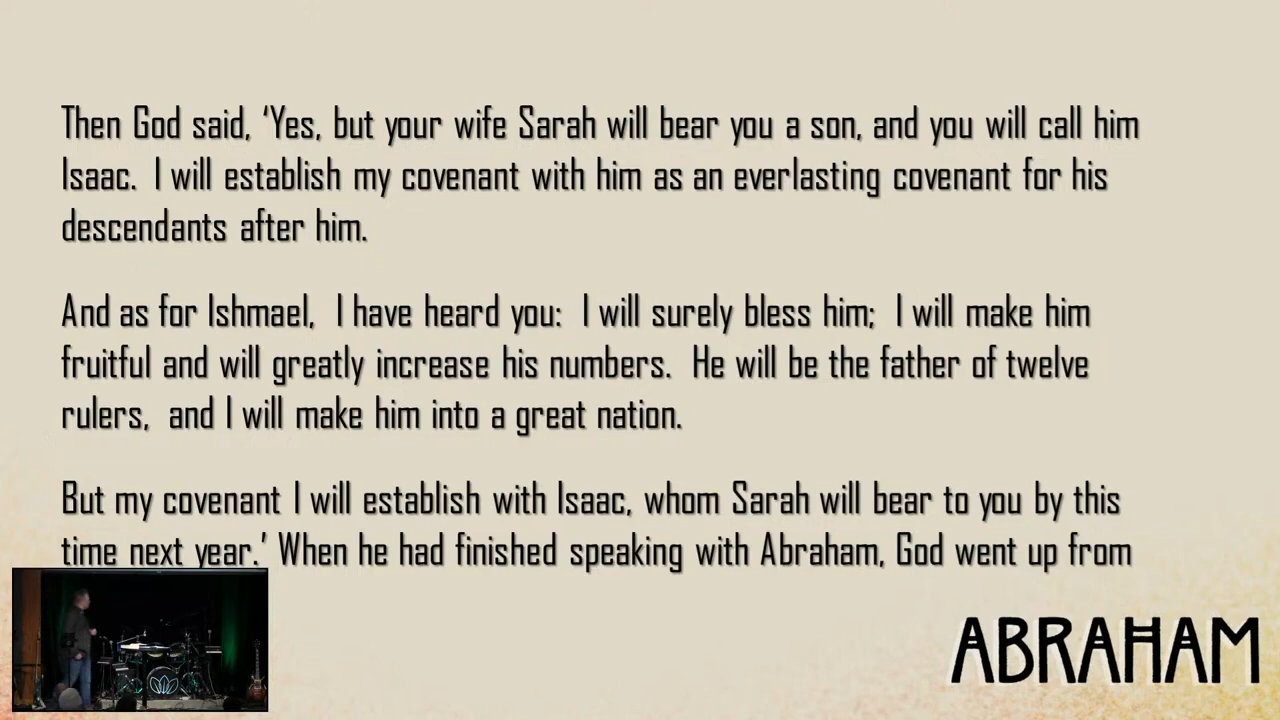 Then God said, ‘Yes, but your wife Sarah will bear you a son, and you will call him
Isaac. I will establish my covenant with him as an everlasting covenant for his
descendants after him.
And as for Ishmael, I have heard you: I will surely bless him; I will make him
fruitful and will greatly increase his numbers. He will be the father of twelve
rulers, and I will make him into a great nation.
But my covenant I will establish with Isaac, whom Sarah will bear to you by this
time next year.’ When he had finished speaking with Abraham, God went up from
ABRAHAM